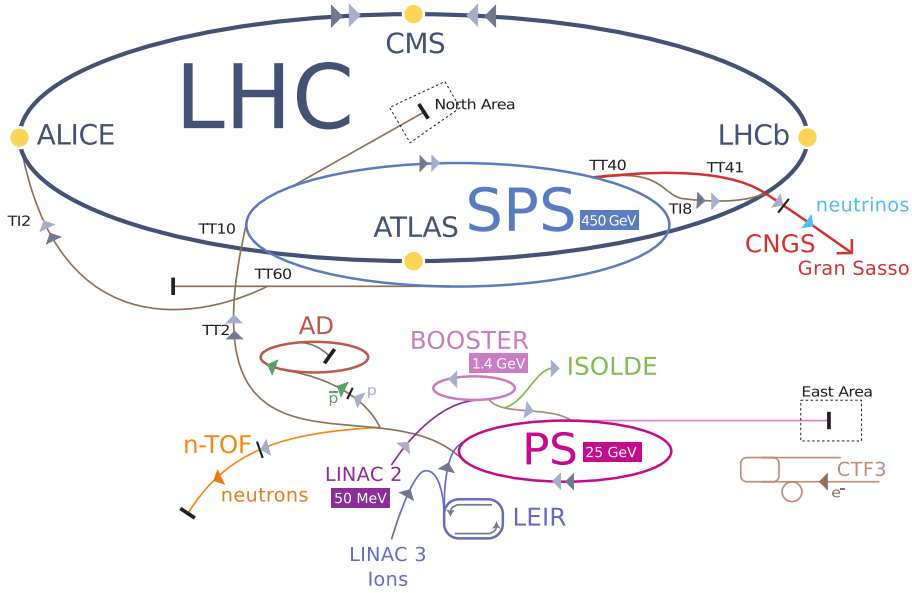 CMS
LHC
North Area
ALICE
LHCb
TT40
TT41
TI8
neutrinos
SPS
450 GeV
TI2
TT10
ATLAS
CNGS
Gran Sasso
TT60
TT2
AD
BOOSTER
1.4 GeV
ISOLDE
p
p
East Area
n-TOF
PS
25 GeV
LINAC 2
50 MeV
neutrons
CTF3
e-
LEIR
LINAC 3
Ions